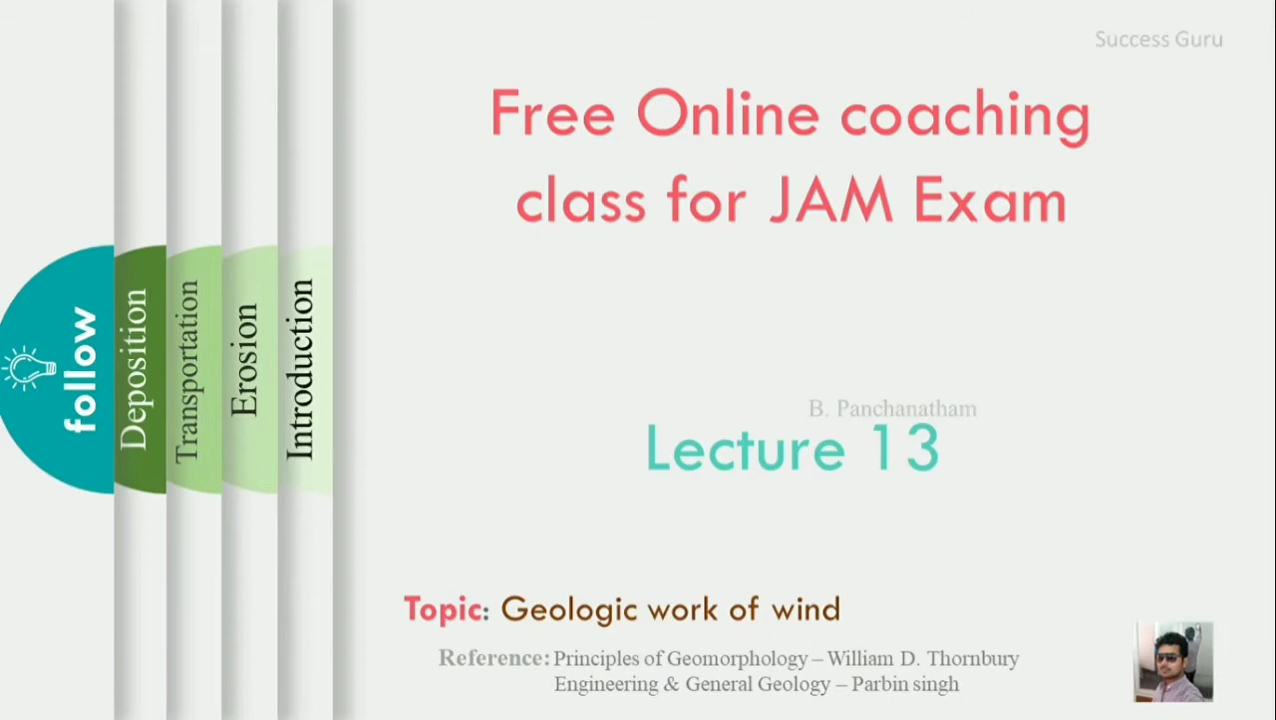 Success Guru
Free Online coaching
class for JAM Exam
follow
Deposition
Transportation
Erosion
Introduction
B. Panchanatham
Lecture 13
Topic: Geologic work of wind
Reference: Principles of Geomorphology – William D. Thornbury
Engineering & General Geology – Parbin singh